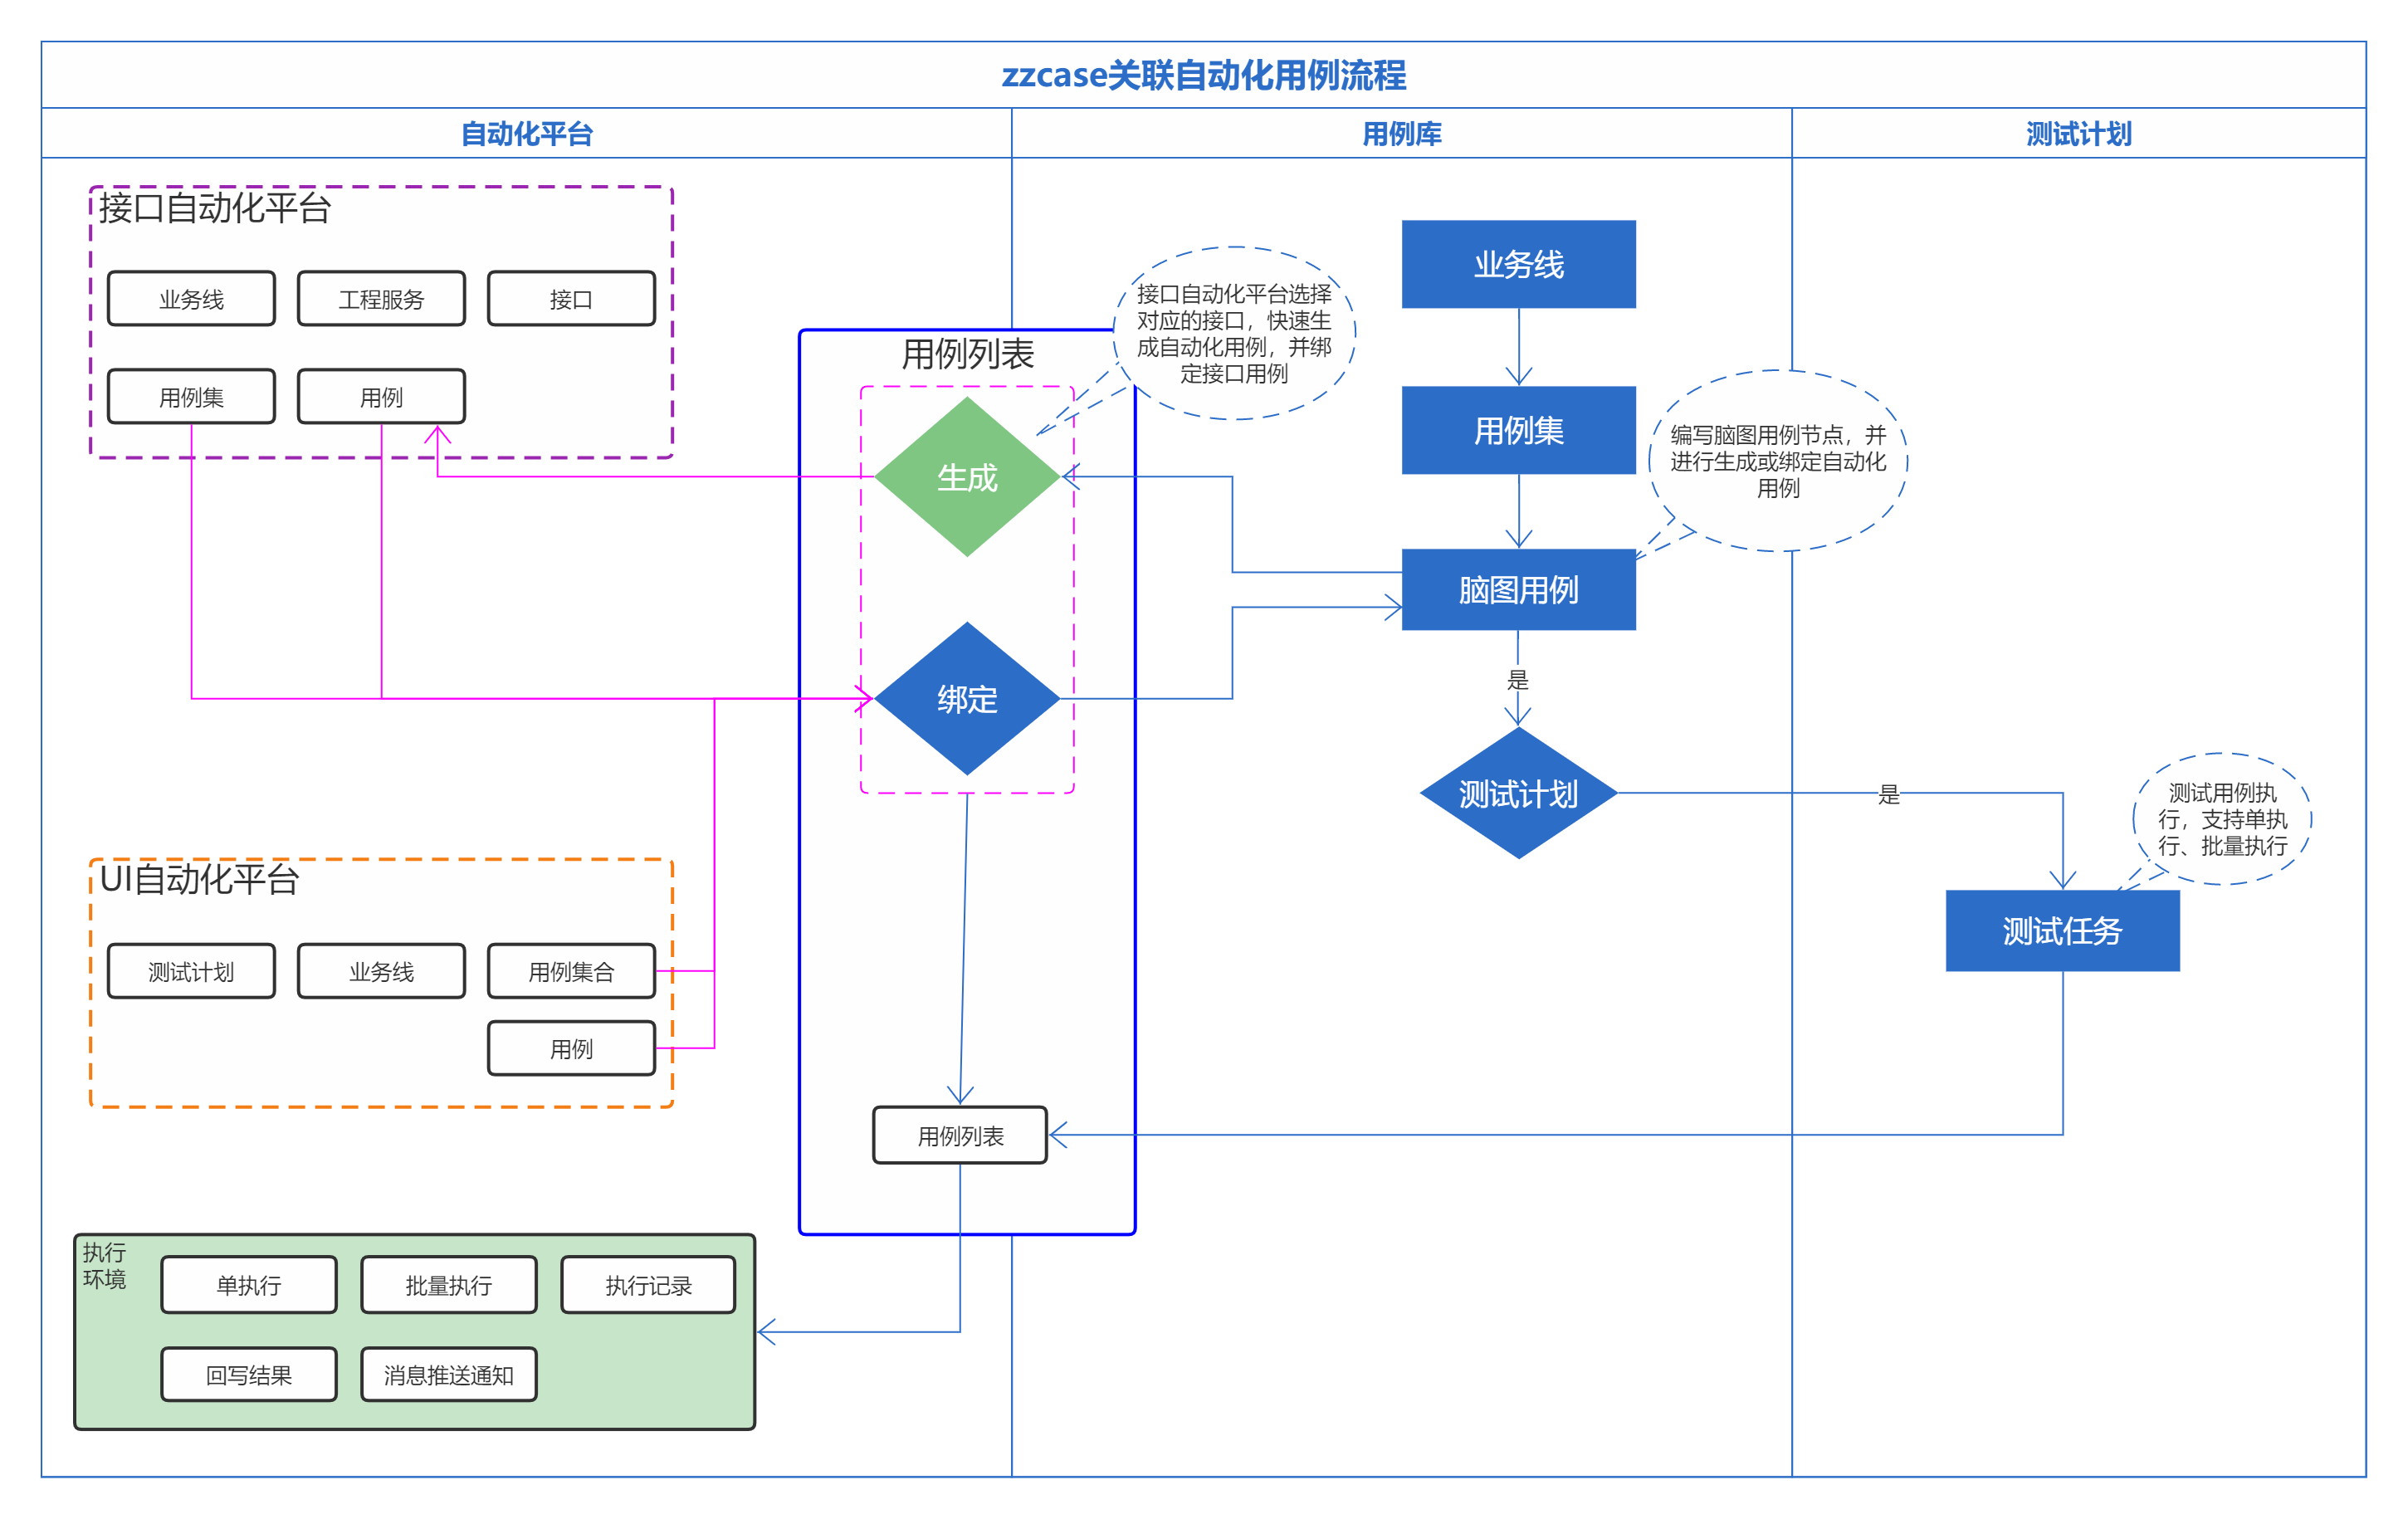 zzcase关联自动化用例流程
自动化平台
用例库
测试计划
接口自动化平台
业务线
工程服务
接口
用例集
用例
用例列表
生成
绑定
接口自动化平台选择
对应的接口，快速生
成自动化用例，并绑
定接口用例
业务线
用例集
脑图用例
编写脑图用例节点，并
进行生成或绑定自动化
用例
是
测试计划
是
测试用例执
行，支持单执
行、批量执行
测试任务
UI自动化平台
测试计划
业务线
用例集合
用例
用例列表
执行
环境
单执行
批量执行
执行记录
回写结果
消息推送通知